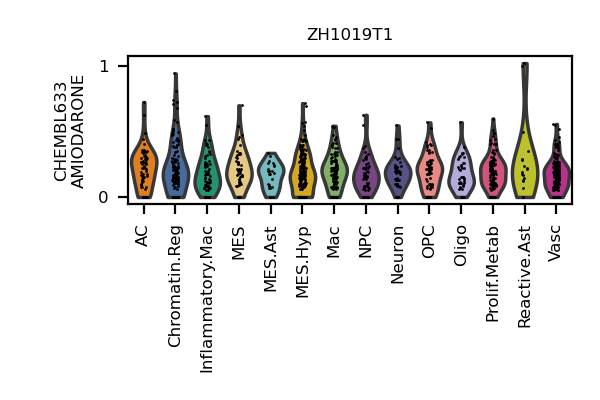 ZH1019T1
CHEMBL633
AMIODARONE
1
0
AC
Chromatin.Reg
Inflammatory.Mac
MES
MES.Ast
MES.Hyp
Mac
NPC
Neuron
OPC
Oligo
Prolif.Metab
Reactive.Ast
Vasc